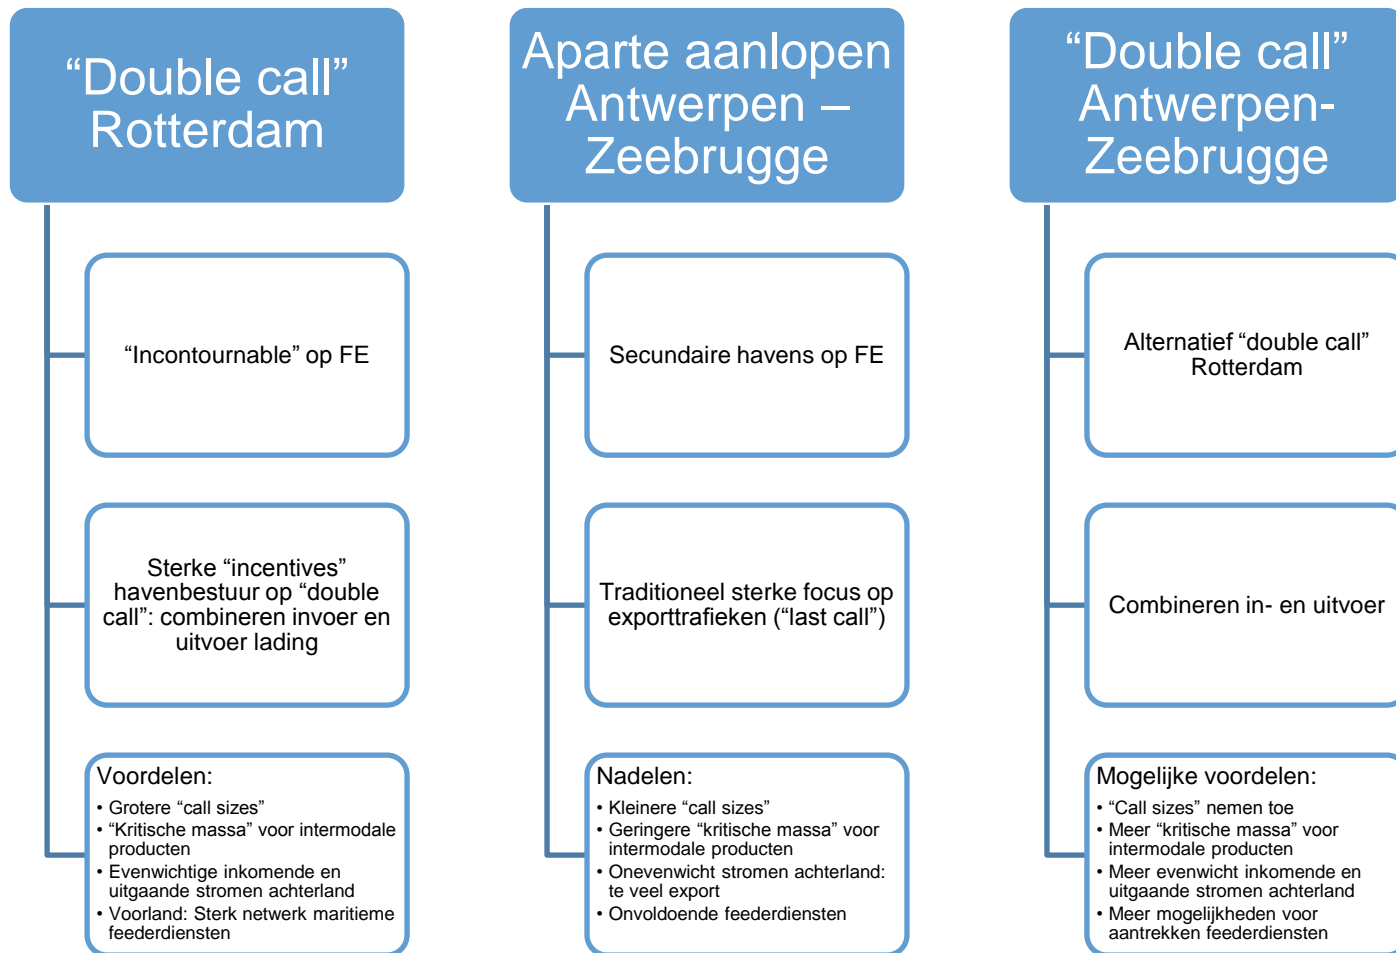 “Double call”
Rotterdam
“Incontournable” op FE
Sterke “incentives”
havenbestuur op “double
call”: combineren invoer en
uitvoer lading
Voordelen:
• Grotere “call sizes”
• “Kritische massa” voor intermodale
producten
• Evenwichtige inkomende en
uitgaande stromen achterland
• Voorland: Sterk netwerk maritieme
feederdiensten
Aparte aanlopen
Antwerpen –
Zeebrugge
Secundaire havens op FE
Traditioneel sterke focus op
exporttrafieken (“last call”)
Nadelen:
• Kleinere “call sizes”
• Geringere “kritische massa” voor
intermodale producten
• Onevenwicht stromen achterland:
te veel export
• Onvoldoende feederdiensten
“Double call”
Antwerpen-
Zeebrugge
Alternatief “double call”
Rotterdam
Combineren in- en uitvoer
Mogelijke voordelen:
• “Call sizes” nemen toe
• Meer “kritische massa” voor
intermodale producten
• Meer evenwicht inkomende en
uitgaande stromen achterland
• Meer mogelijkheden voor
aantrekken feederdiensten